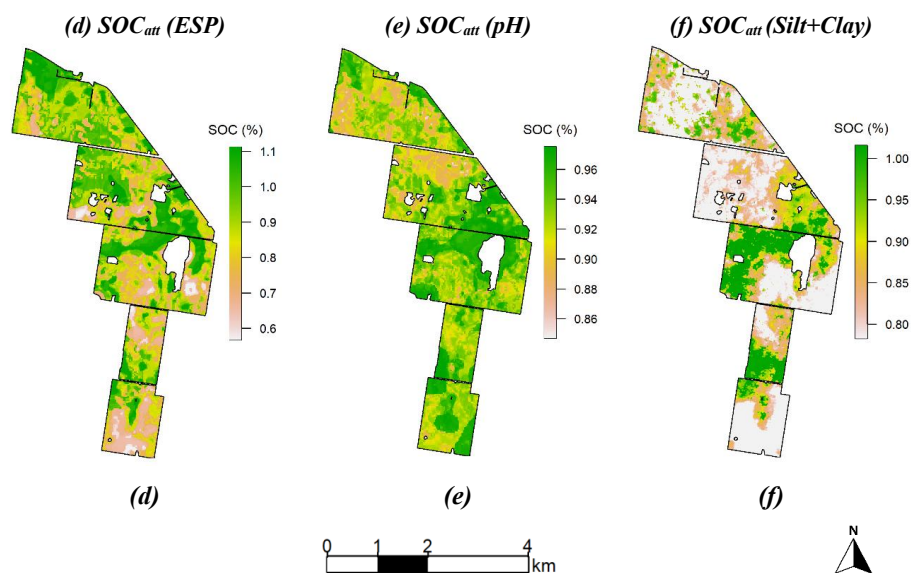 (d) SOCatt (ESP)
(e) SOCatt (pH)
(f) SOCatt (Silt+Clay)
SOC (%)
1.1
1.0
0.9
0.8
0.7
0.6
SOC (%)
0.96
0.94
0.92
0.90
0.88
0.86
SOC (%)
1.00
0.95
0.90
0.85
0.80
(d)
(e)
(f)
0 1 2 4
km
N